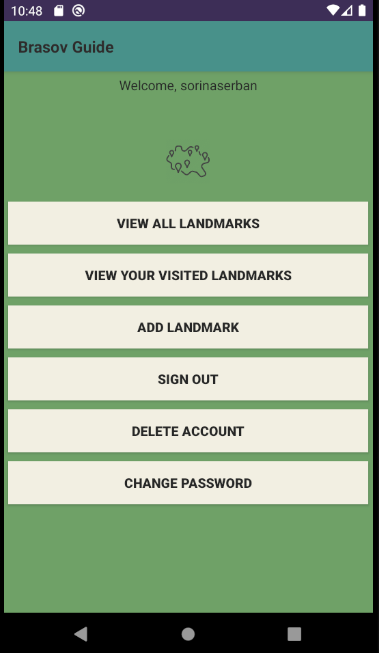 10:48
Brasov Guide
Welcome, sorinaserban
VIEW ALL LANDMARKS
VIEW YOUR VISITED LANDMARKS
ADD LANDMARK
SIGN OUT
DELETE ACCOUNT
CHANGE PASSWORD